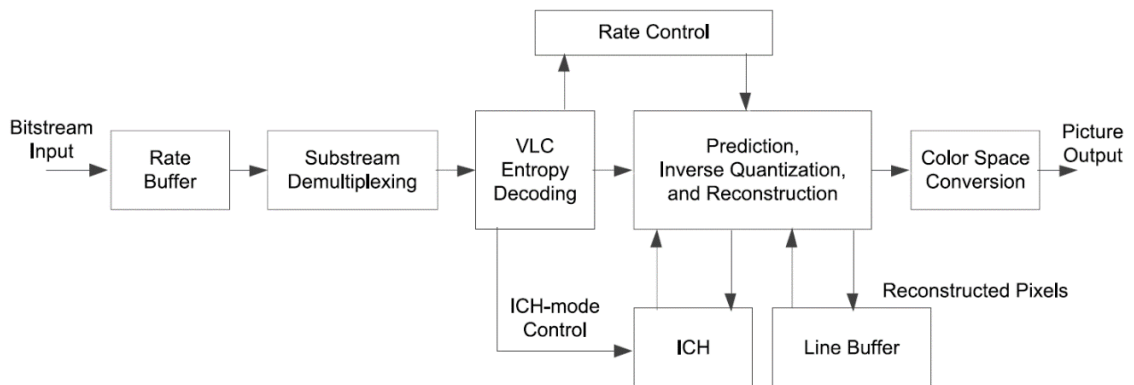 Rate Control
Bitstream
Input
Rate
Buffer
Substream
Demultiplexing
VLC
Entropy
Decoding
Prediction,
Inverse Quantization,
and Reconstruction
Color Space
Conversion
Picture
Output
ICH-mode
Control
ICH
Line Buffer
Reconstructed Pixels